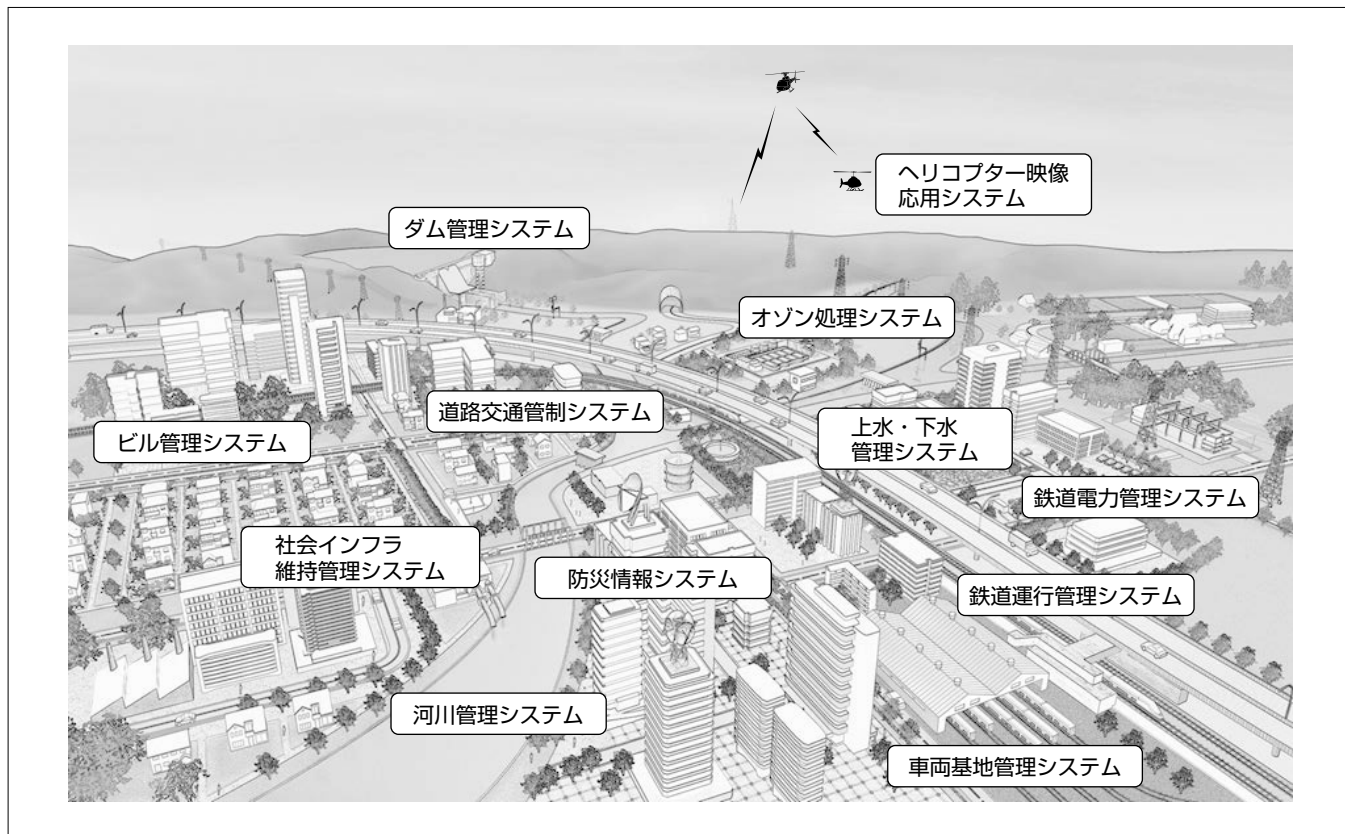 ヘリコプター映像
応用システム
ダム管理システム
オゾン処理システム
道路交通管制システム
ビル管理システム
上水・下水
管理システム
鉄道電力管理システム
社会インフラ
維持管理システム
防災情報システム
鉄道運行管理システム
河川管理システム
車両基地管理システム